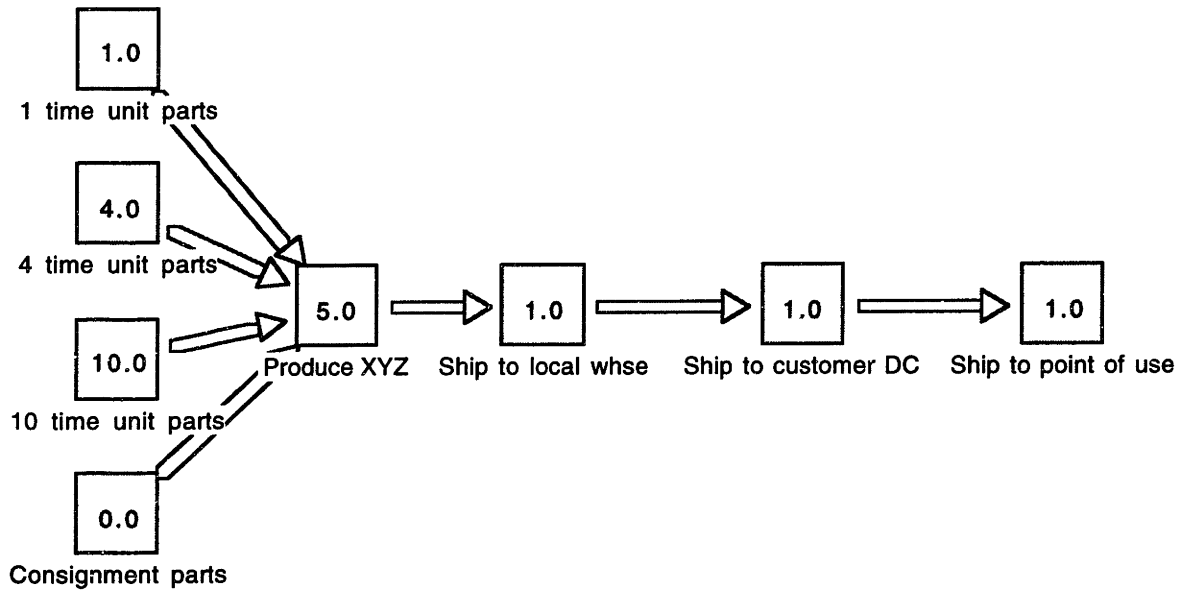 1.0
1 time unit parts
4.0
4 time unit parts
10.0
10 time unit parts
0.0
Consignment parts
5.0
Produce XYZ
1.0
Ship to local whse
1.0
Ship to customer DC
1.0
Ship to point of use